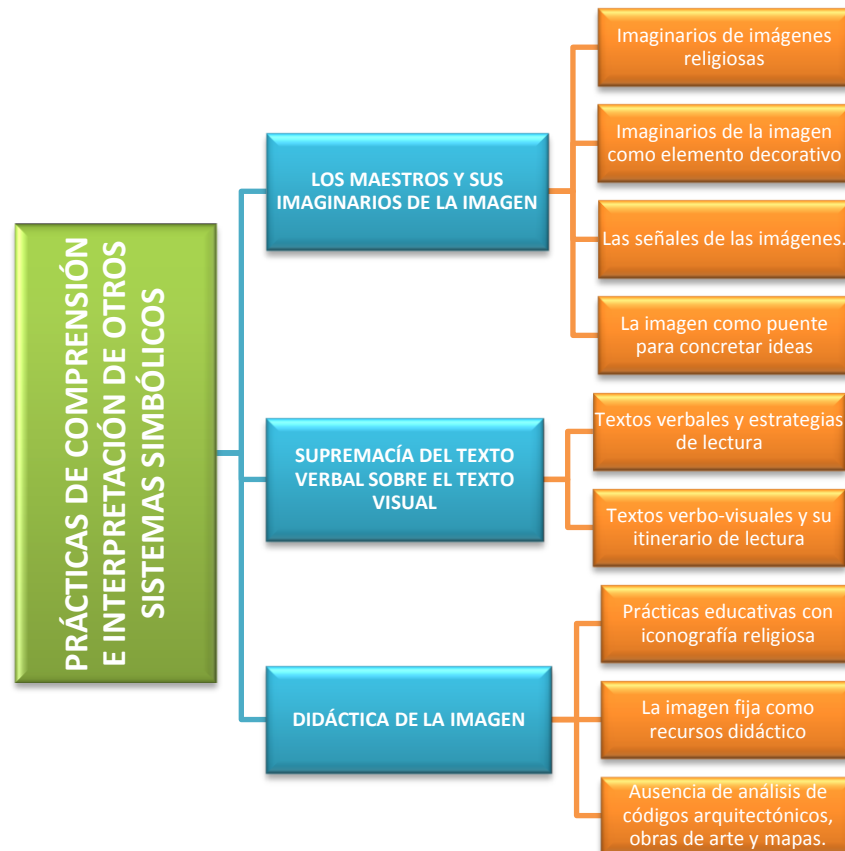 PRÁCTICAS DE COMPRENSIÓN
E INTERPRETACIÓN DE OTROS
SISTEMAS SIMBÓLICOS
LOS MAESTROS Y SUS
IMAGINARIOS DE LA IMAGEN
Imaginarios de imágenes
religiosas
Imaginarios de la imagen
como elemento decorativo
Las señales de las imágenes.
La imagen como puente
para concretar ideas
SUPREMACÍA DEL TEXTO
VERBAL SOBRE EL TEXTO
VISUAL
Textos verbales y estrategias
de lectura
Textos verbo-visuales y su
itinerario de lectura
DIDÁCTICA DE LA IMAGEN
Prácticas educativas con
iconografía religiosa
La imagen fija como
recursos didáctico
Ausencia de análisis de
códigos arquitectónicos,
obras de arte y mapas.